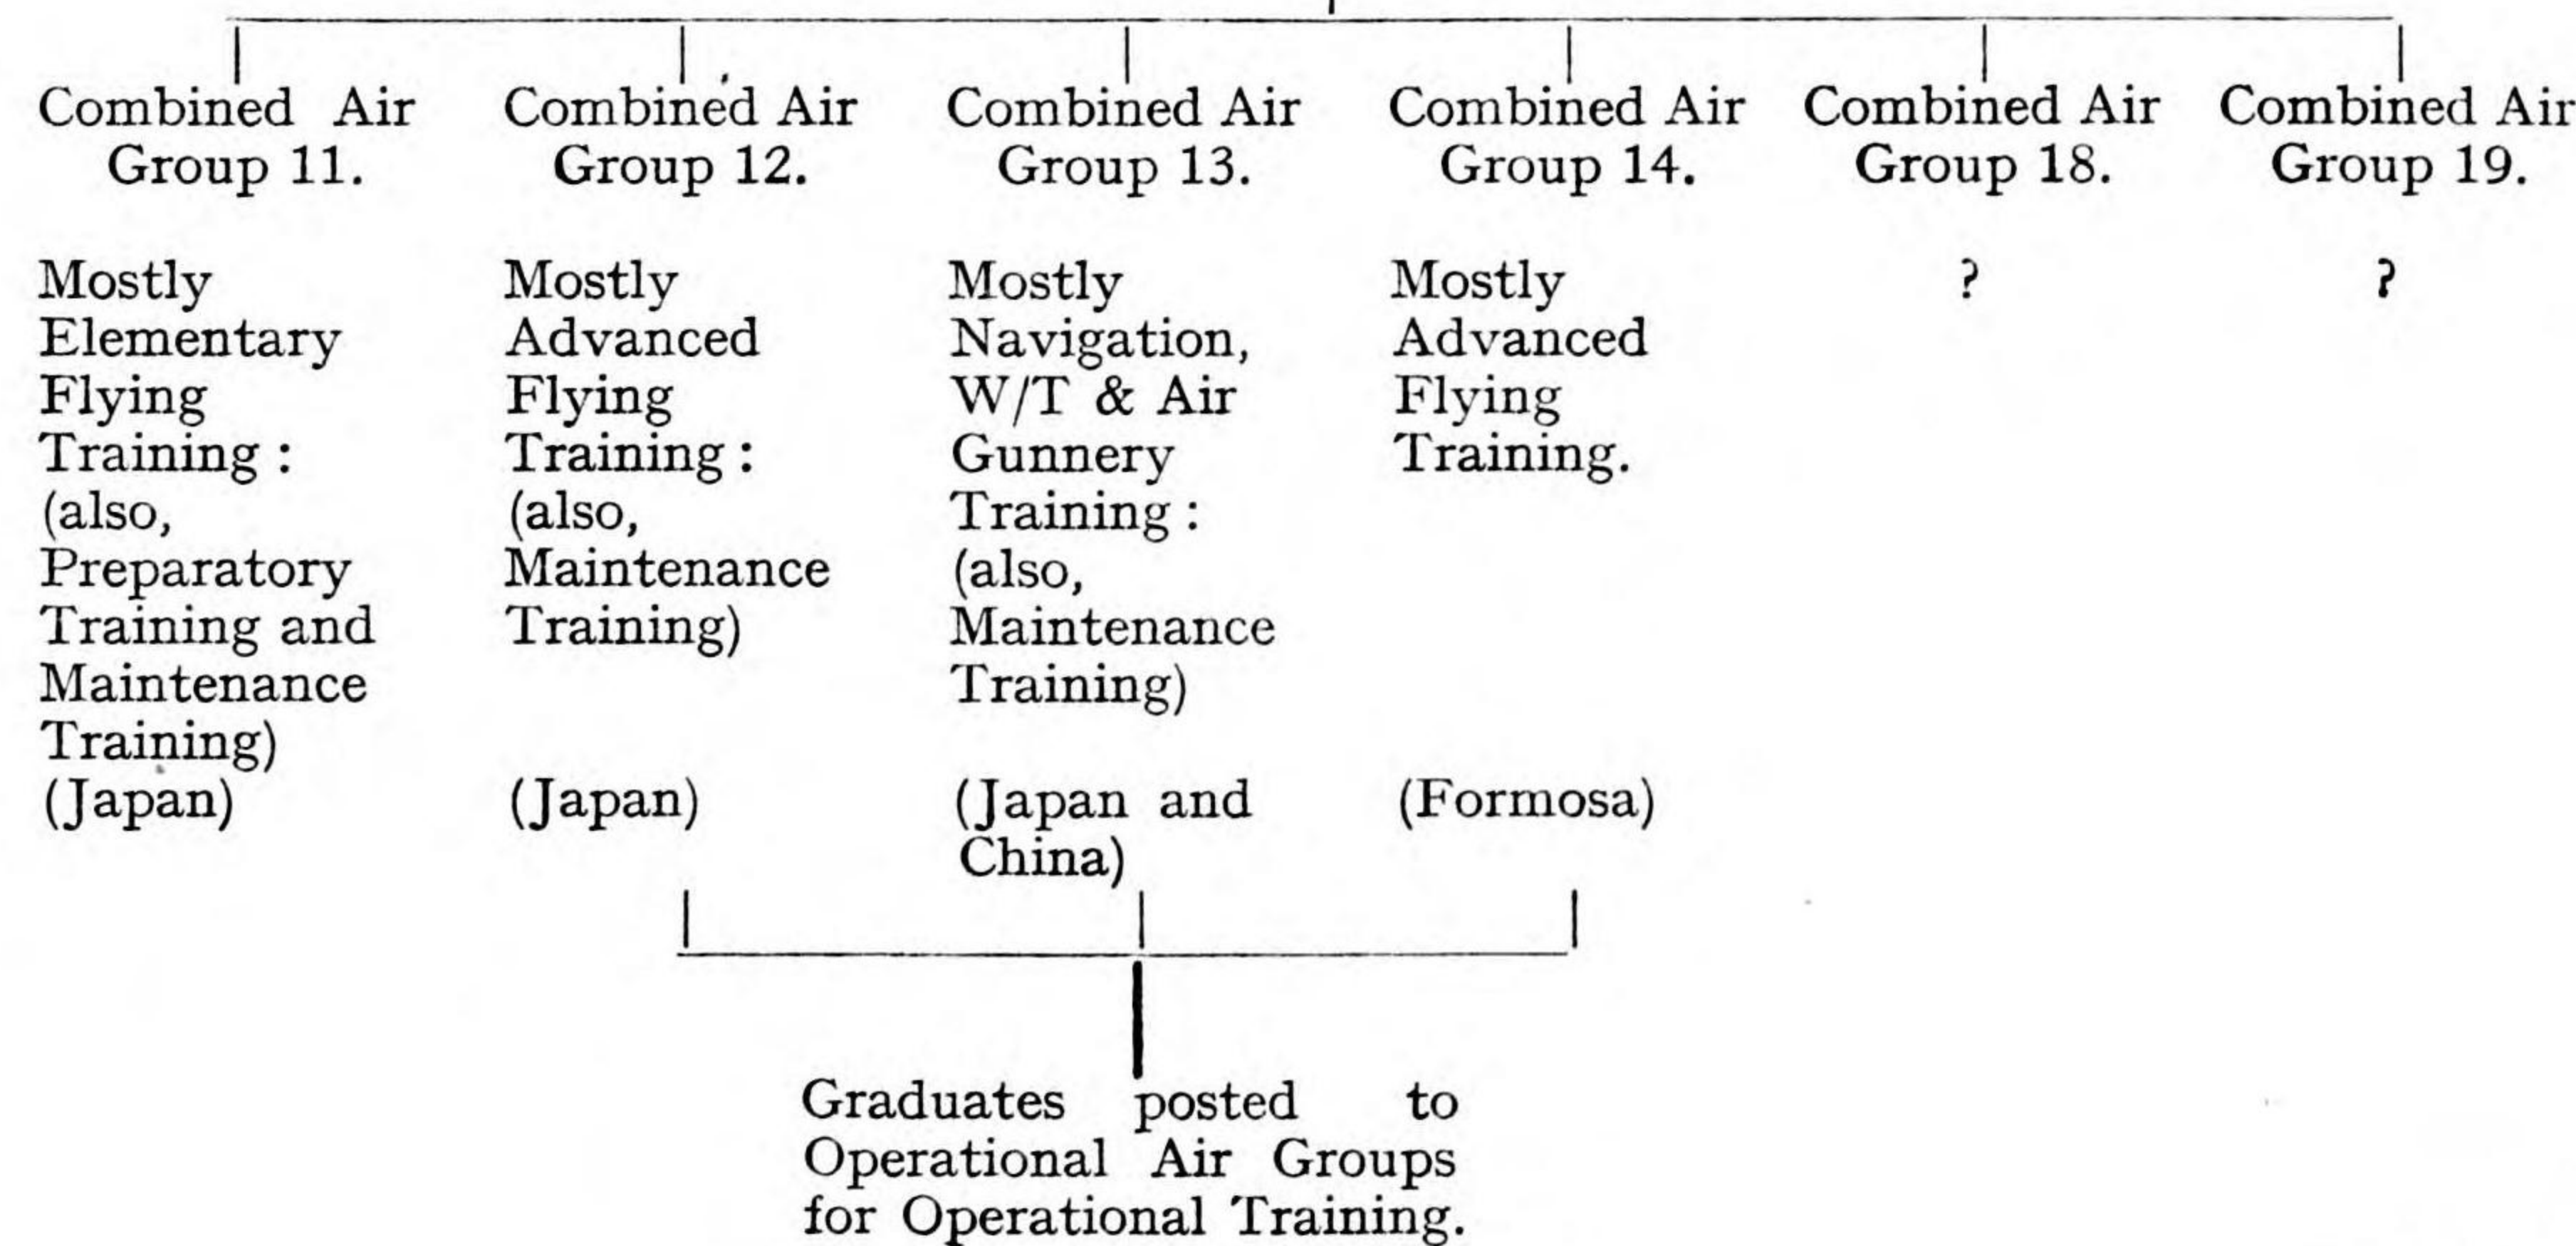 Combined Air
Group 11.
Mostly
Elementary
Flying
Training :
(also,
Preparatory
Training and
Maintenance
Training)
(Japan)
Combined Air
Group 12.
Mostly
Advanced
Flying
Training :
(also,
Maintenance
Training)
(Japan)
Combined Air
Group 13.
Mostly
Navigation,
W/T & Air
Gunnery
Training :
(also,
Maintenance
Training)
(Japan and
China)
Combined Air
Group 14.
Mostly
Advanced
Flying
Training.
(Formosa)
Combined Air
Group 18.
?
Combined Air
Group 19.
?
Graduates posted to
Operational Air Groups
for Operational Training.